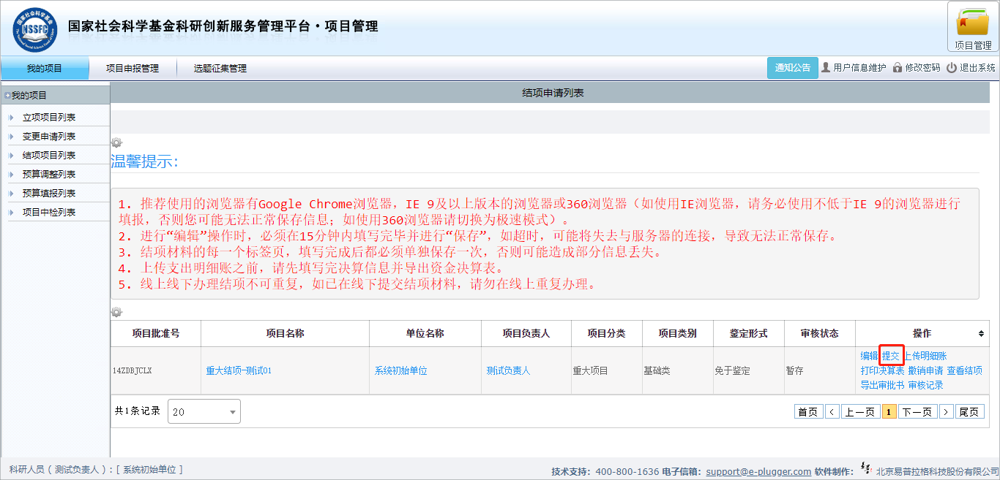 国家社会科学基金
NSSFC
国家社会科学基金科研创新服务管理平台·项目管理
项目管理
我的项目 项目申报管理 选题征集管理 通知公告 用户信息维护 修改密码 退出系统
我的项目
立项项目列表
变更申请列表
结项项目列表
预算调整列表
预算填报列表
项目中检列表
结项申请列表
温馨提示：
1. 推荐使用的浏览器有Google Chrome浏览器，IE 9及以上版本的浏览器或360浏览器（如使用IE浏览器，请务必使用不低于IE 9的浏览器进行
填报，否则您可能无法正常保存信息；如使用360浏览器请切换为极速模式）。
2. 进行“编辑”操作时，必须在15分钟内填写完毕并进行“保存”，如超时，可能将失去与服务器的连接，导致无法正常保存。
3. 结项材料的每一个标签页，填写完成后都必须单独保存一次，否则可能造成部分信息丢失。
4. 上传支出明细账之前，请先填写完决算信息并导出资金决算表。
5. 线上线下办理结项不可重复，如已在线下提交结项材料，请勿在线上重复办理。
项目批准号 项目名称 单位名称 项目负责人 项目分类 项目类别 鉴定形式 审核状态 操作
14ZDBJCLX 重大结项-测试01 系统初始单位 测试负责人 重大项目 基础类 免于鉴定 暂存 编辑 提交 上传明细账
打印决算表 撤销申请 查看结项
导出审批书 审核记录
共1条记录 20 首页 < 上一页 1 下一页 > 尾页
科研人员 ( 测试负责人 ) : [ 系统初始单位 ]
技术支持： 400-800-1636 电子信箱： support@e-plugger.com 软件制作： 北京易普拉格科技股份有限公司